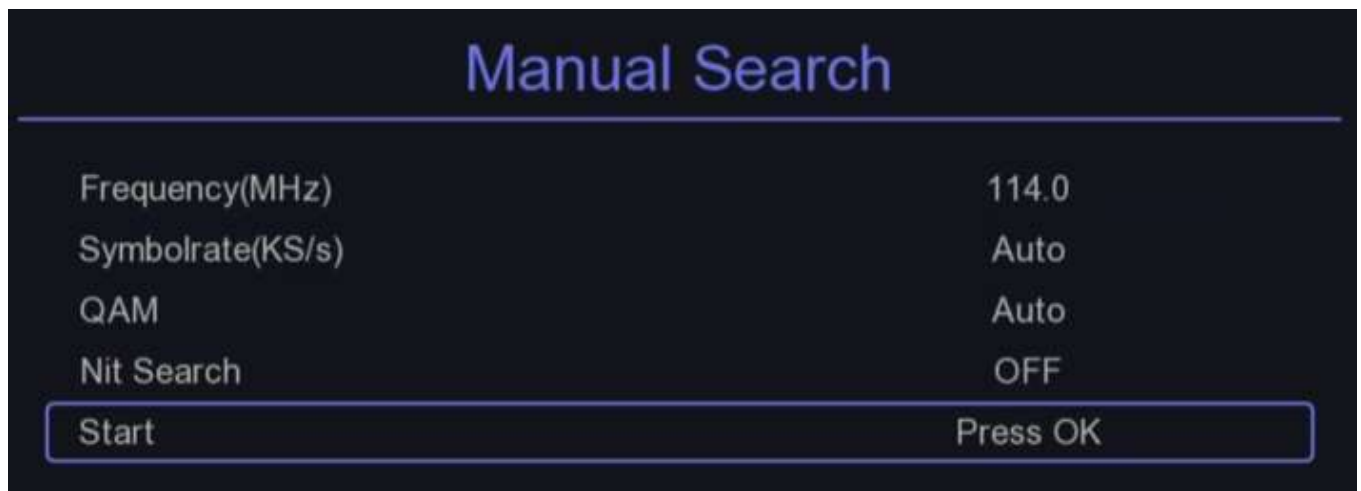 Manual Search
Frequency(MHz) 114.0
Symbolrate(KS/s) Auto
QAM Auto
Nit Search OFF
Start Press OK